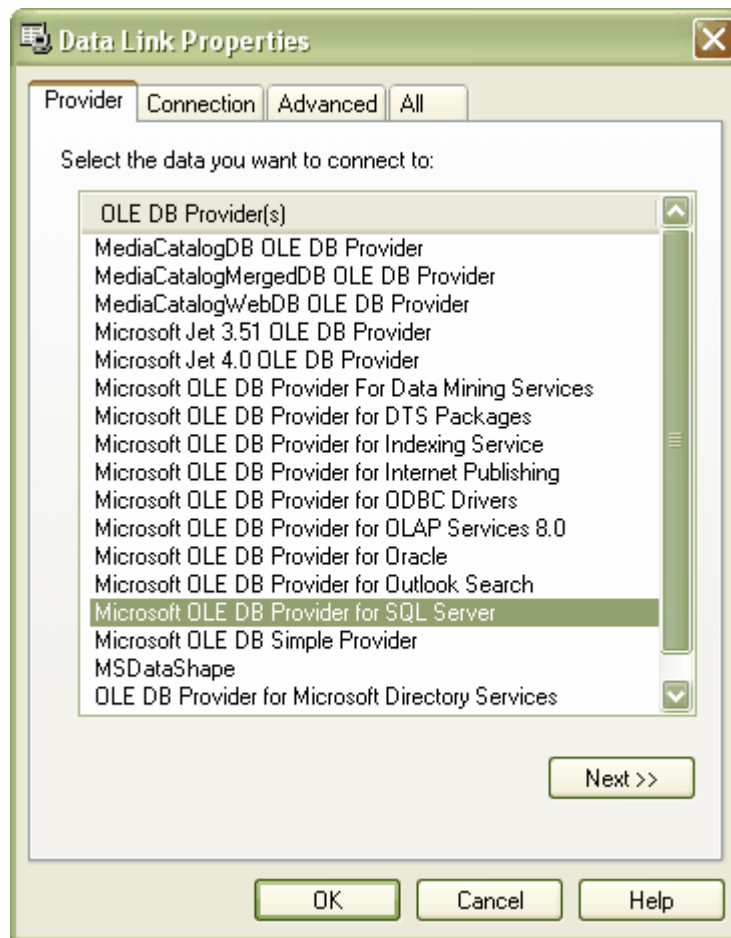 Data Link Properties
Provider Connection Advanced All
Select the data you want to connect to:
OLE DB Provider(s)
MediaCatalogDB OLE DB Provider
MediaCatalogMergedDB OLE DB Provider
MediaCatalogWebDB OLE DB Provider
Microsoft Jet 3.51 OLE DB Provider
Microsoft Jet 4.0 OLE DB Provider
Microsoft OLE DB Provider For Data Mining Services
Microsoft OLE DB Provider for DTS Packages
Microsoft OLE DB Provider for Indexing Service
Microsoft OLE DB Provider for Internet Publishing
Microsoft OLE DB Provider for ODBC Drivers
Microsoft OLE DB Provider for OLAP Services 8.0
Microsoft OLE DB Provider for Oracle
Microsoft OLE DB Provider for Outlook Search
Microsoft OLE DB Provider for SQL Server
Microsoft OLE DB Simple Provider
MSDataShape
OLE DB Provider for Microsoft Directory Services
Next >>
OK Cancel Help